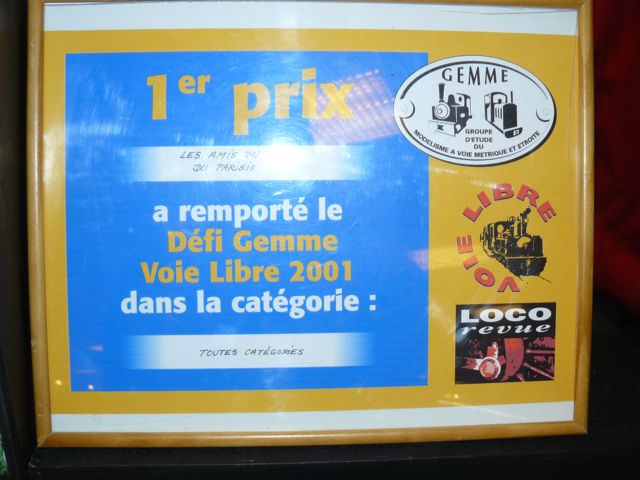 1er prix
LES AMIS DU
DU PARISIS
a remporté le
Défi Gemme
Voie Libre 2001
dans la catégorie :
TOUTES CATÉGORIES
GEMME
GROUPE
D'ETUDE
DU
MODELISME A VOIE METRIQUE ET ETROITE
VOIE LIBRE
LOCO
revue